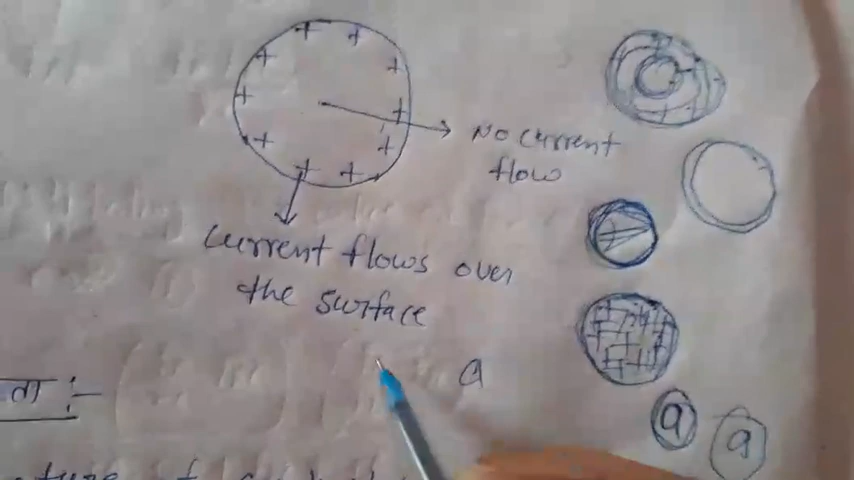 No current
flow
current flows over
the surface
a
a
a